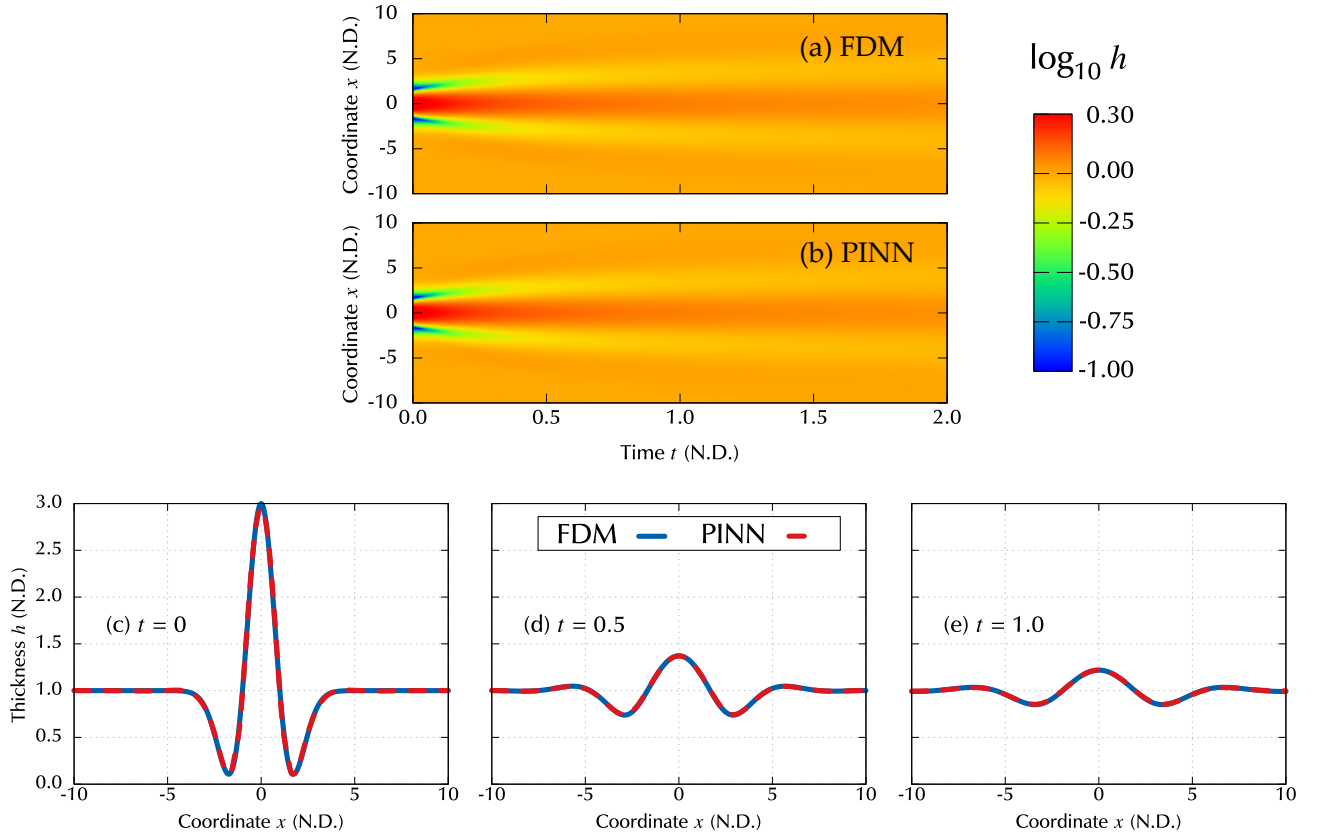 10
5
0
-5
-10
Coordinate x (N.D.)
(a) FDM
10
5
0
-5
-10
Coordinate x (N.D.)
(b) PINN
0.0 0.5 1.0 1.5 2.0
Time t (N.D.)
log10 h
0.30
0.00
-0.25
-0.50
-0.75
-1.00
3.0
2.5
2.0
1.5
1.0
0.5
0.0
Thickness h (N.D.)
(c) t = 0
-10 -5 0 5 10
Coordinate x (N.D.)
FDM PINN
(d) t = 0.5
-10 -5 0 5 10
Coordinate x (N.D.)
(e) t = 1.0
-10 -5 0 5 10
Coordinate x (N.D.)